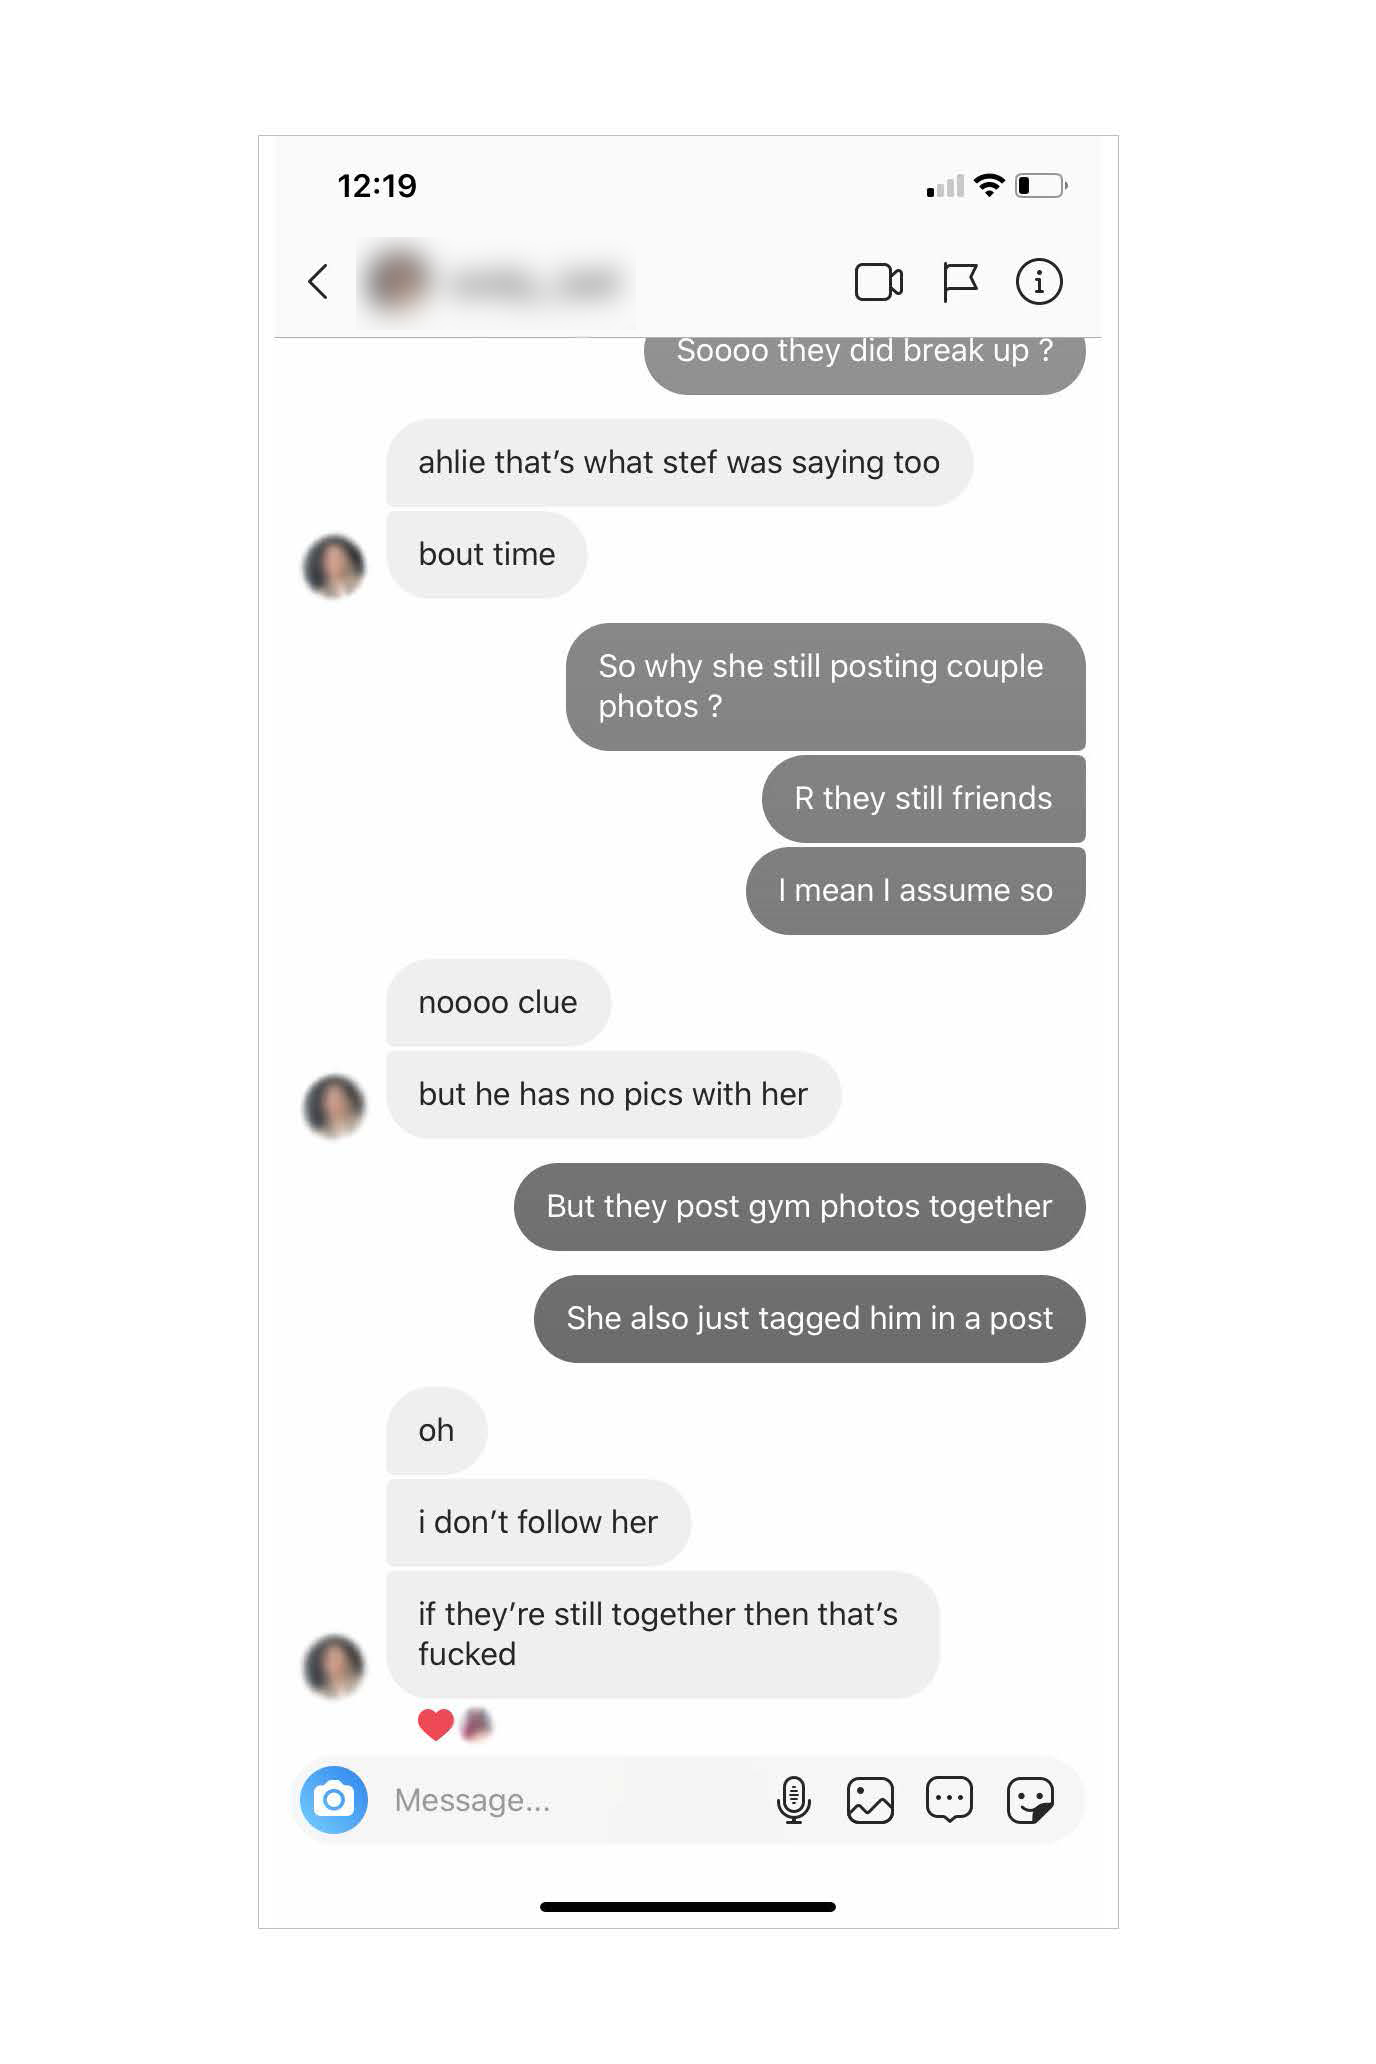 12:19
Soooo they did break up ?
ahlie that's what stef was saying too
bout time
So why she still posting couple
photos ?
R they still friends
I mean I assume so
noooo clue
but he has no pics with her
But they post gym photos together
She also just tagged him in a post
oh
i don't follow her
if they're still together then that's
fucked
Message...